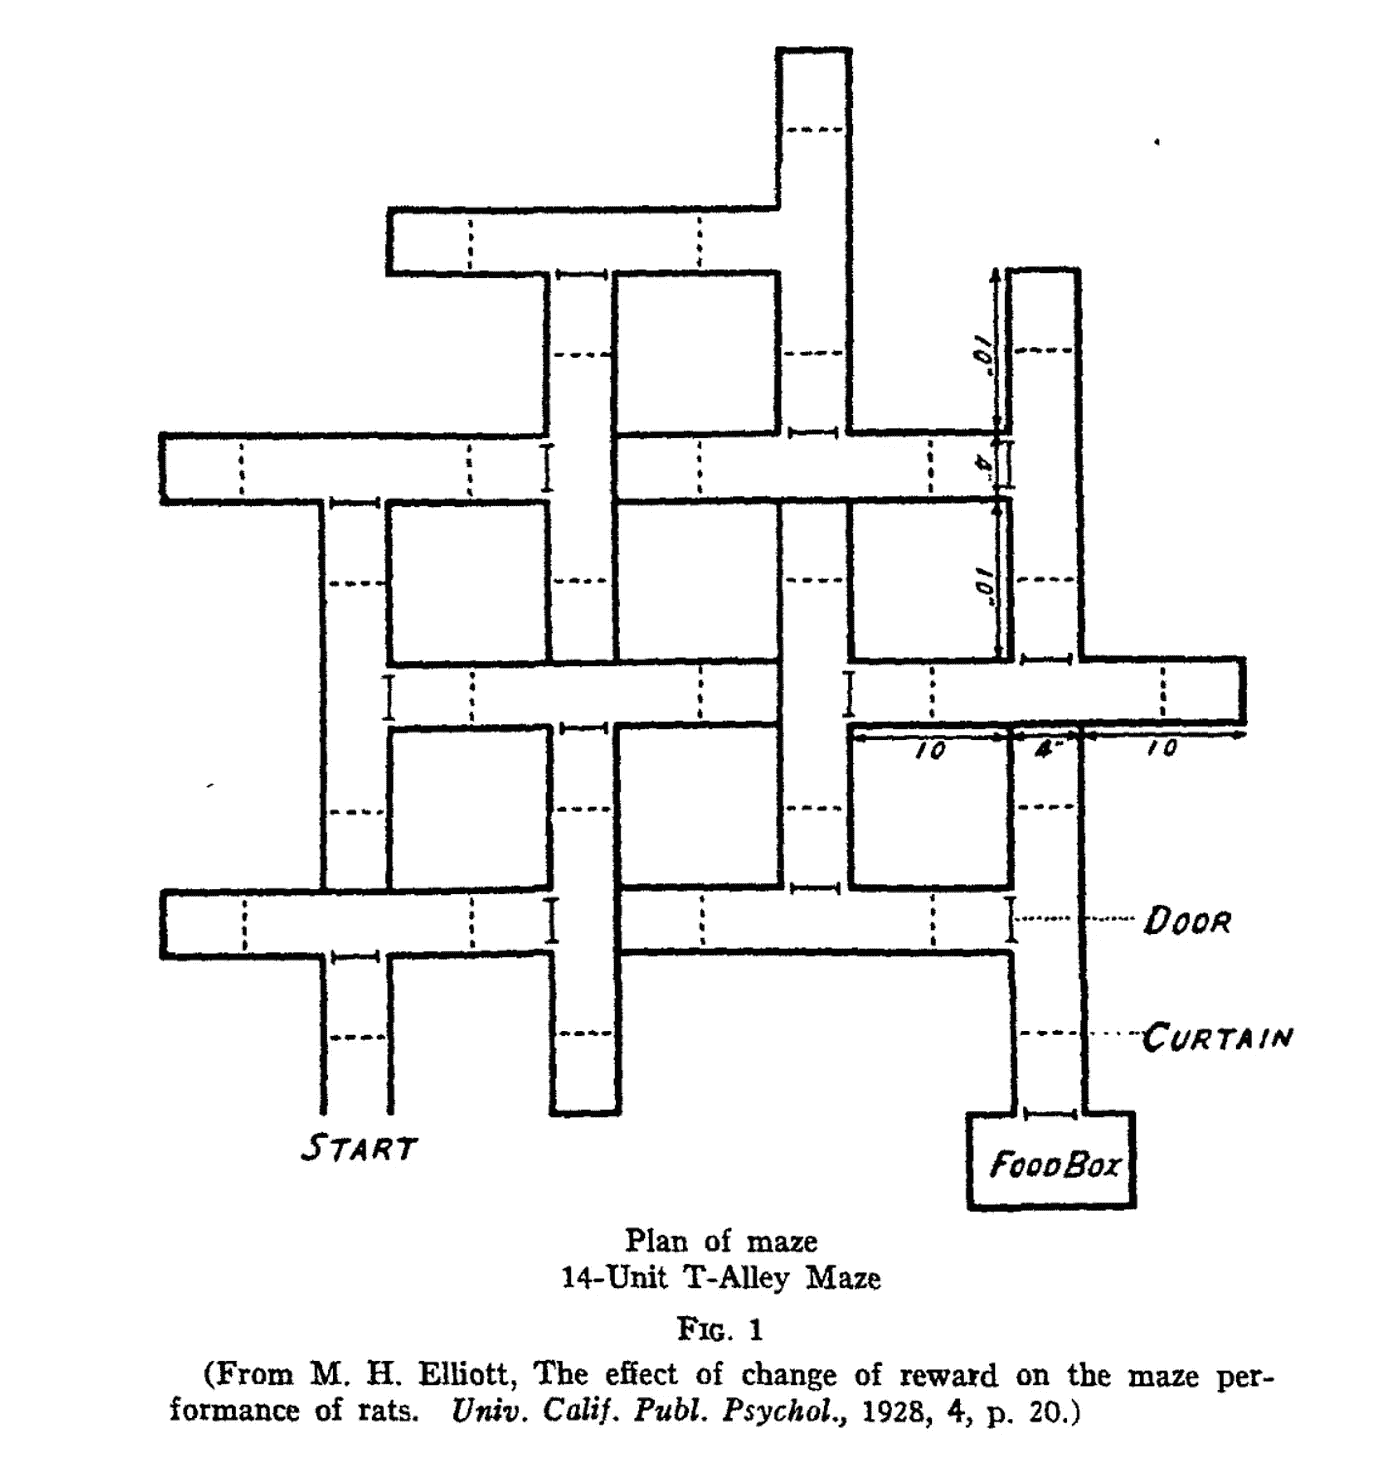 10"
4"
10"
10
4"
10
DOOR
CURTAIN
START
FOOD BOX
Plan of maze
14-Unit T-Alley Maze
FIG. 1
(From M. H. Elliott, The effect of change of reward on the maze per-
formance of rats. Univ. Calif. Publ. Psychol., 1928, 4, p. 20.)